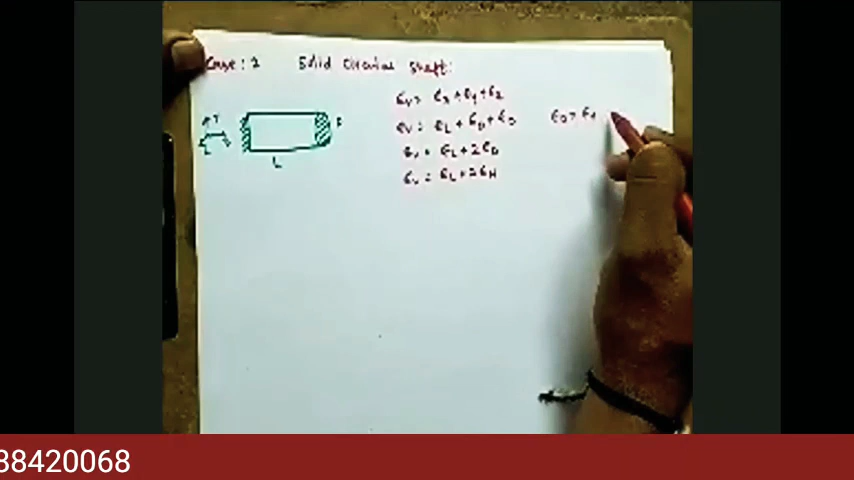 Case: 2 Solid Circular shaft:
εv = εx + εy + εz
εv = εL + εD + εD
εD = εH
εv = εL + 2εD
εv = εL + 2εH
L
38420068